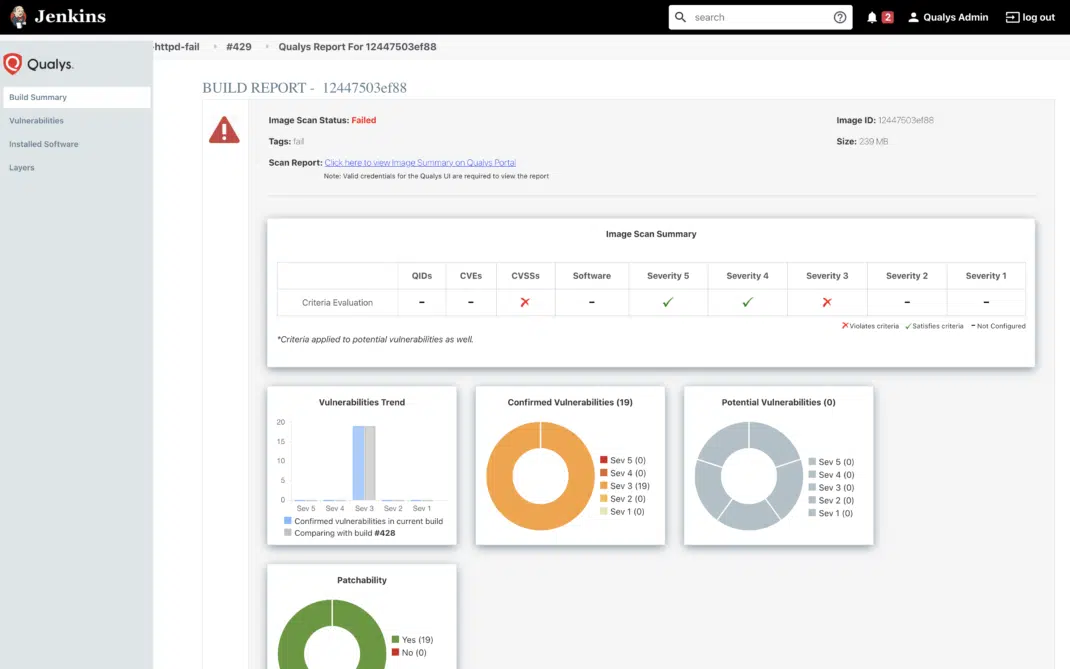 Jenkins
search
2
Qualys Admin
log out
-httpd-fail
#429
Qualys Report For 12447503ef88
Qualys.
Build Summary
Vulnerabilities
Installed Software
Layers
BUILD REPORT - 12447503ef88
Image Scan Status: Failed
Image ID: 12447503ef88
Tags: fail
Size: 239 MB
Scan Report: Click here to view Image Summary on Qualys Portal
Note: Valid credentials for the Qualys UI are required to view the report
Image Scan Summary
QIDs CVEs CVSSs Software Severity 5 Severity 4 Severity 3 Severity 2 Severity 1
Criteria Evaluation - - ✗ - ✓ ✓ ✗ - -
✗Violates criteria ✓Satisfies criteria - Not Configured
*Criteria applied to potential vulnerabilities as well.
Vulnerabilities Trend
20
15
10
5
0
Sev 5 Sev 4 Sev 3 Sev 2 Sev 1
Confirmed vulnerabilities in current build
Comparing with build #428
Confirmed Vulnerabilities (19)
Sev 5 (0)
Sev 4 (0)
Sev 3 (19)
Sev 2 (0)
Sev 1 (0)
Potential Vulnerabilities (0)
Sev 5 (0)
Sev 4 (0)
Sev 3 (0)
Sev 2 (0)
Sev 1 (0)
Patchability
Yes (19)
No (0)